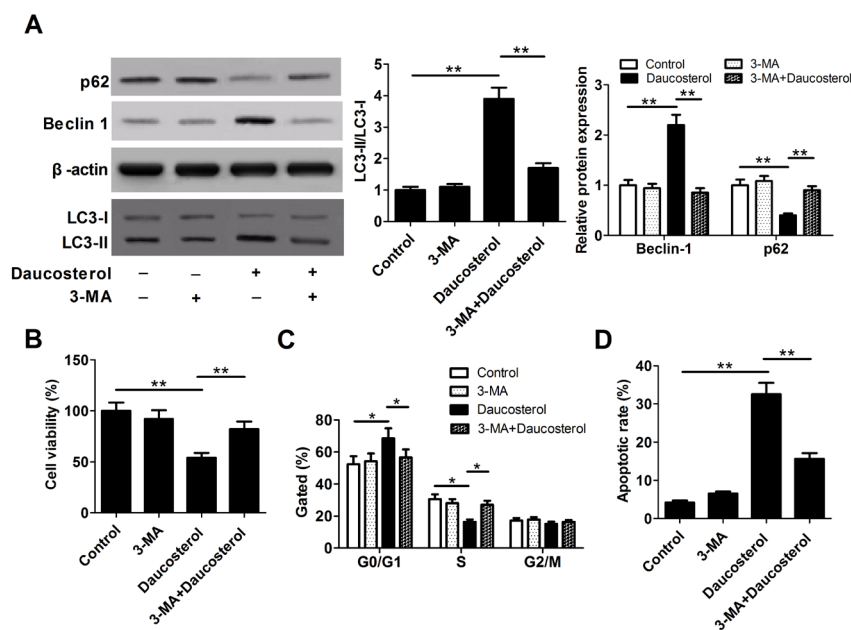 A
p62
Beclin 1
β -actin
LC3-I
LC3-II
Daucosterol – – + +
3-MA – + – +
LC3-II/LC3-I
5
4
3
2
1
0
**
**
Control
3-MA
Daucosterol
3-MA+Daucosterol
Control
3-MA
Daucosterol
3-MA+Daucosterol
Relative protein expression
3
2
1
0
**
**
**
**
Beclin-1
p62
B
Cell viability (%)
150
100
50
0
**
**
Control
3-MA
Daucosterol
3-MA+Daucosterol
C
Control
3-MA
Daucosterol
3-MA+Daucosterol
Gated (%)
80
60
40
20
0
*
*
*
*
G0/G1
S
G2/M
D
Apoptotic rate (%)
40
30
20
10
0
**
**
Control
3-MA
Daucosterol
3-MA+Daucosterol